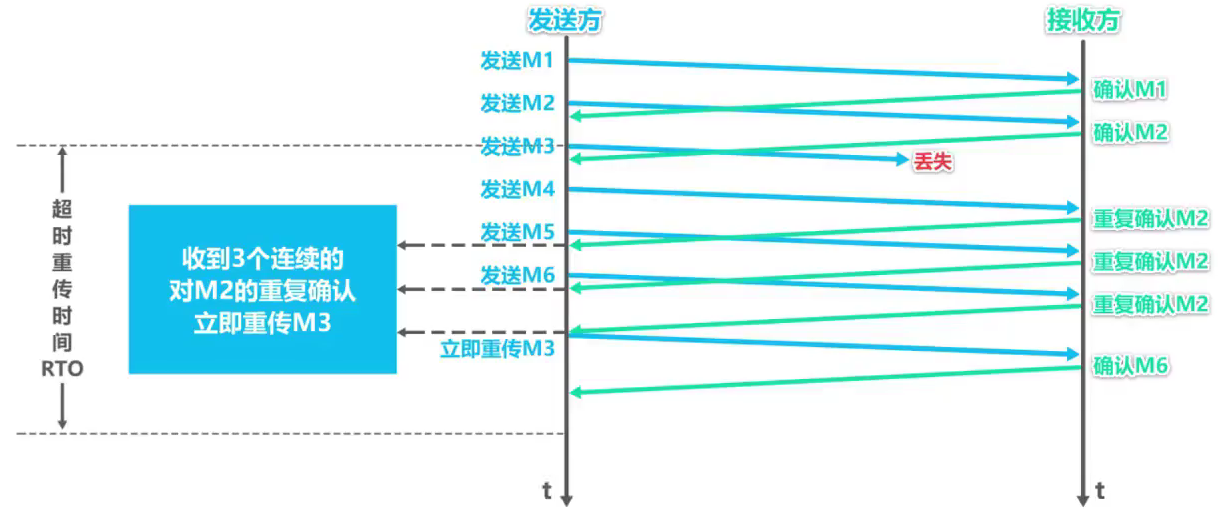 发送方
接收方
发送M1
确认M1
发送M2
确认M2
发送M3
丢失
发送M4
重复确认M2
发送M5
重复确认M2
发送M6
重复确认M2
立即重传M3
确认M6
超时重传时间
RTO
收到3个连续的
对M2的重复确认
立即重传M3
t
t